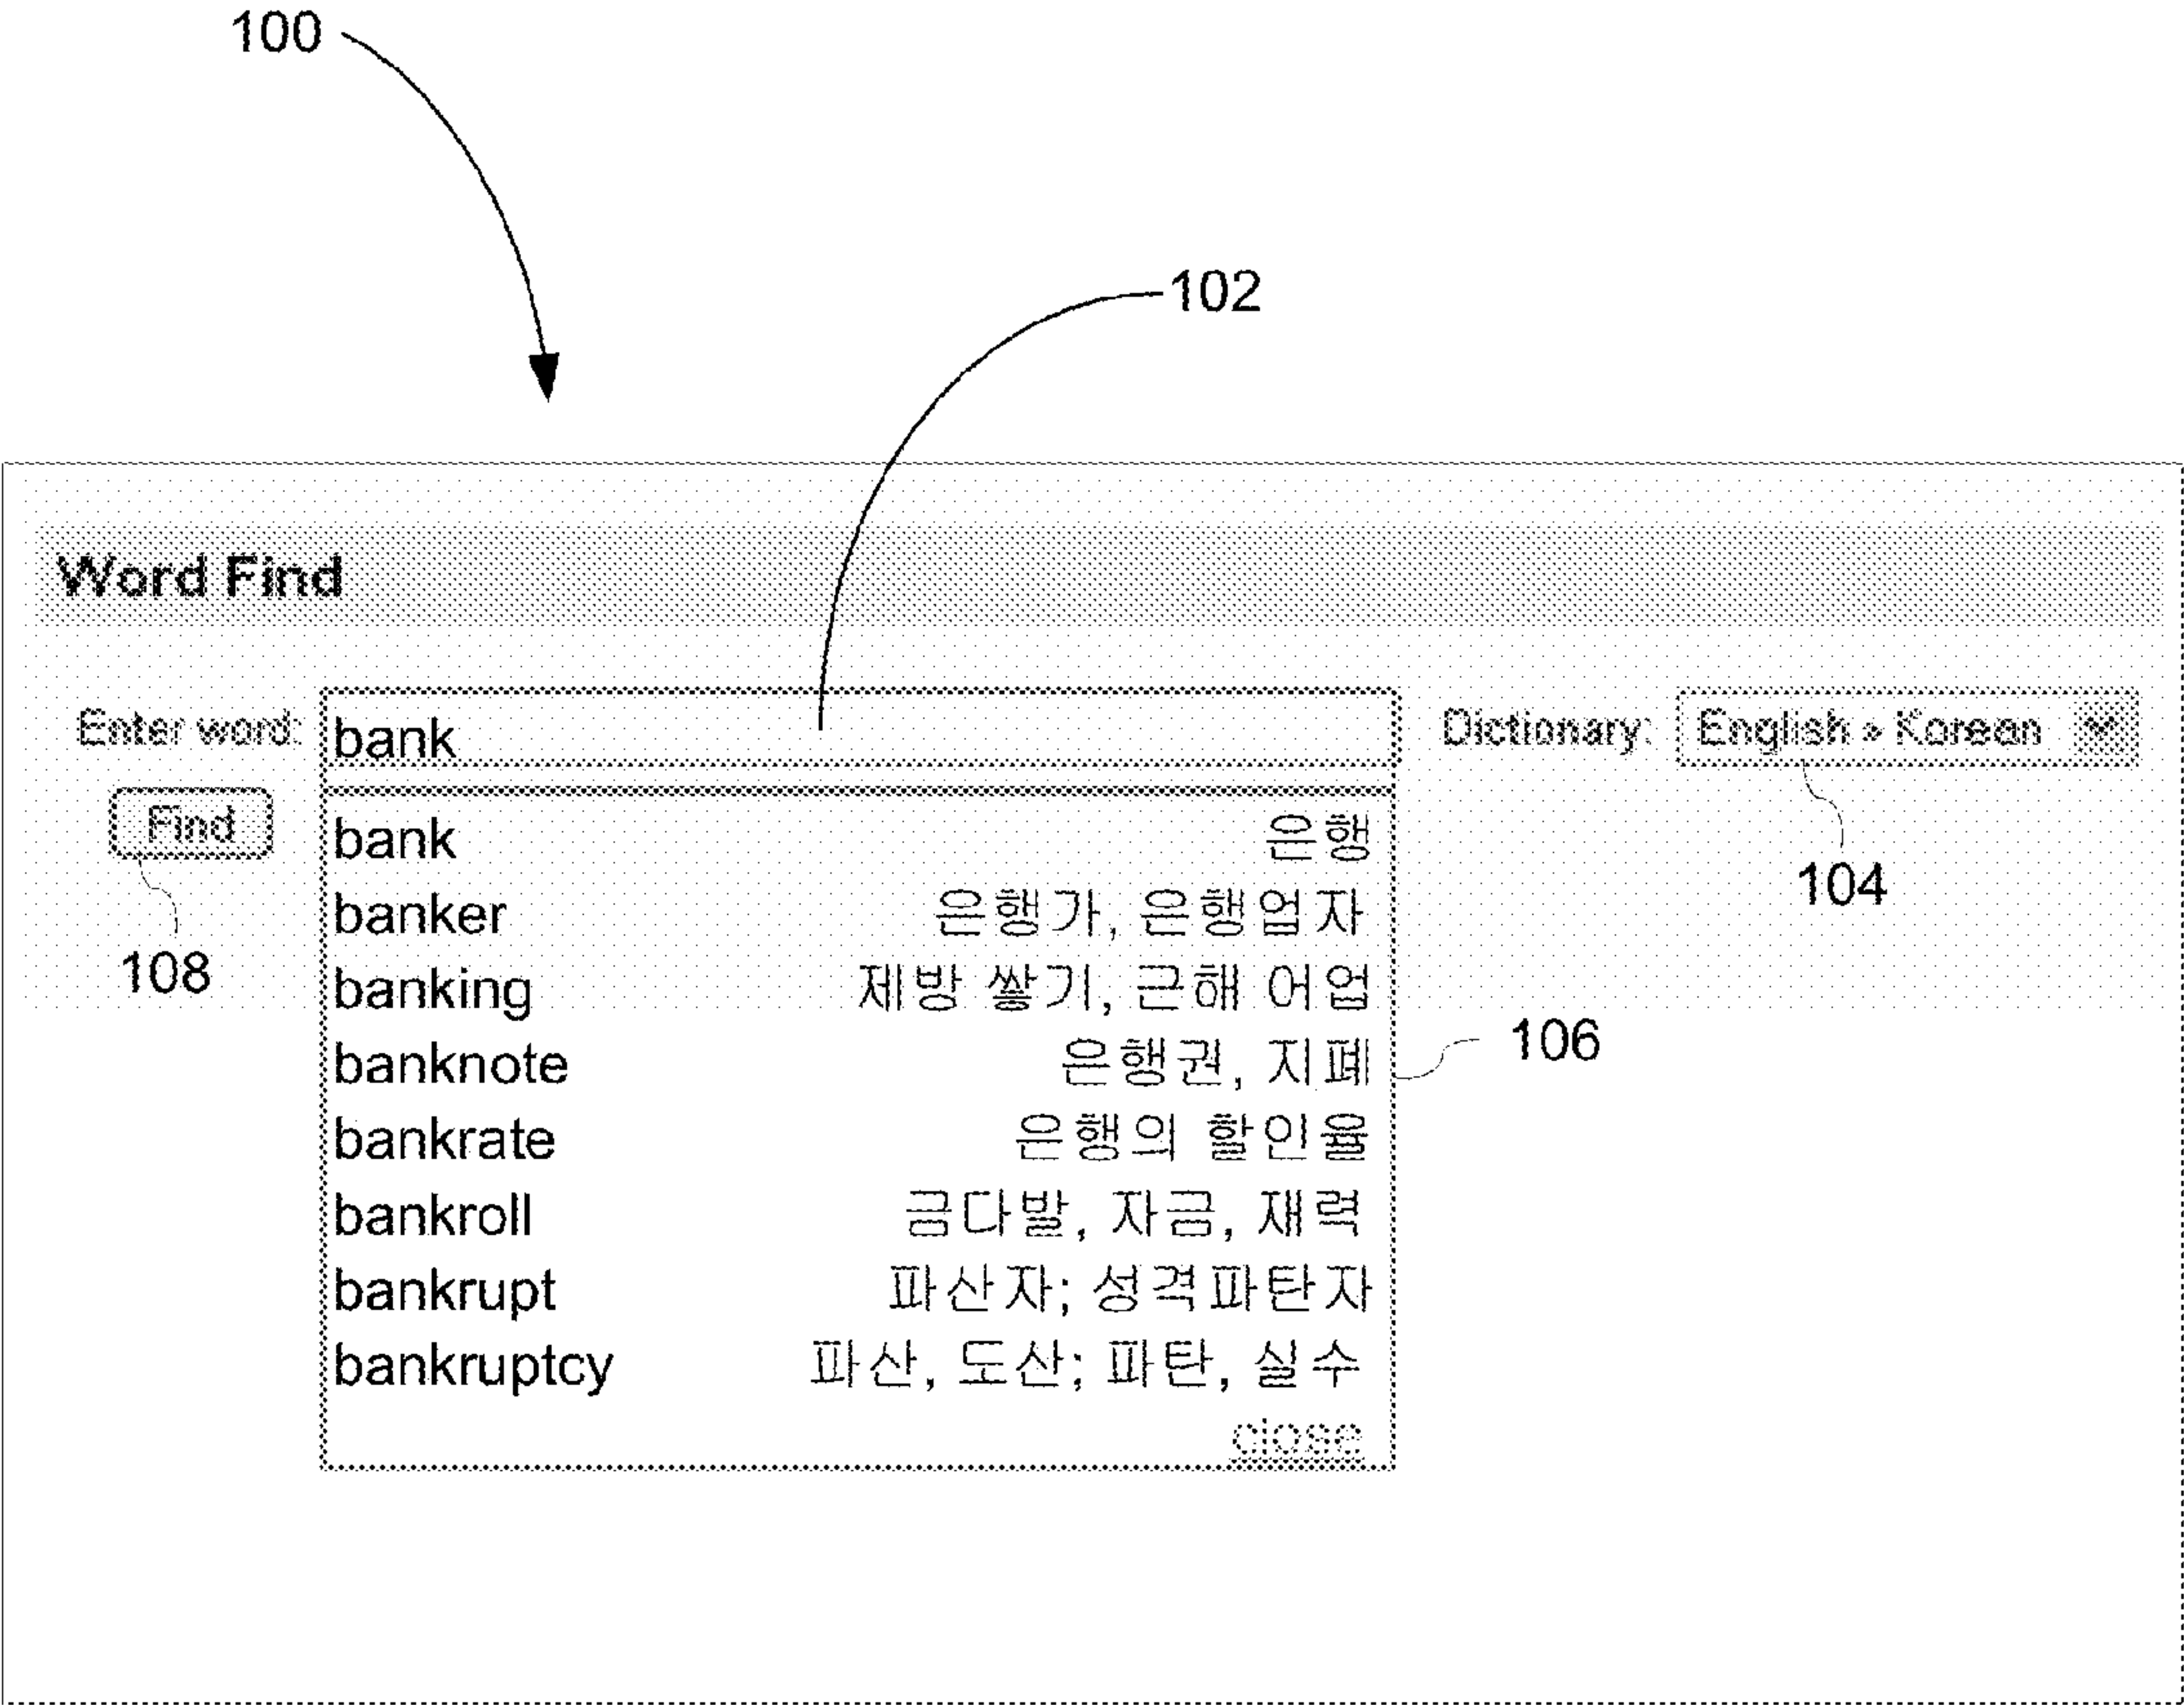 100
102
Word Find
Enter word: bank Dictionary: English » Korean
Find
bank 은행
104
banker 은행가, 은행업자
108
banking 제방 쌓기, 근해 어업
106
banknote 은행권, 지폐
bankrate 은행의 할인율
bankroll 금다발, 자금, 재력
bankrupt 파산자; 성격파탄자
bankruptcy 파산, 도산; 파탄, 실수
close